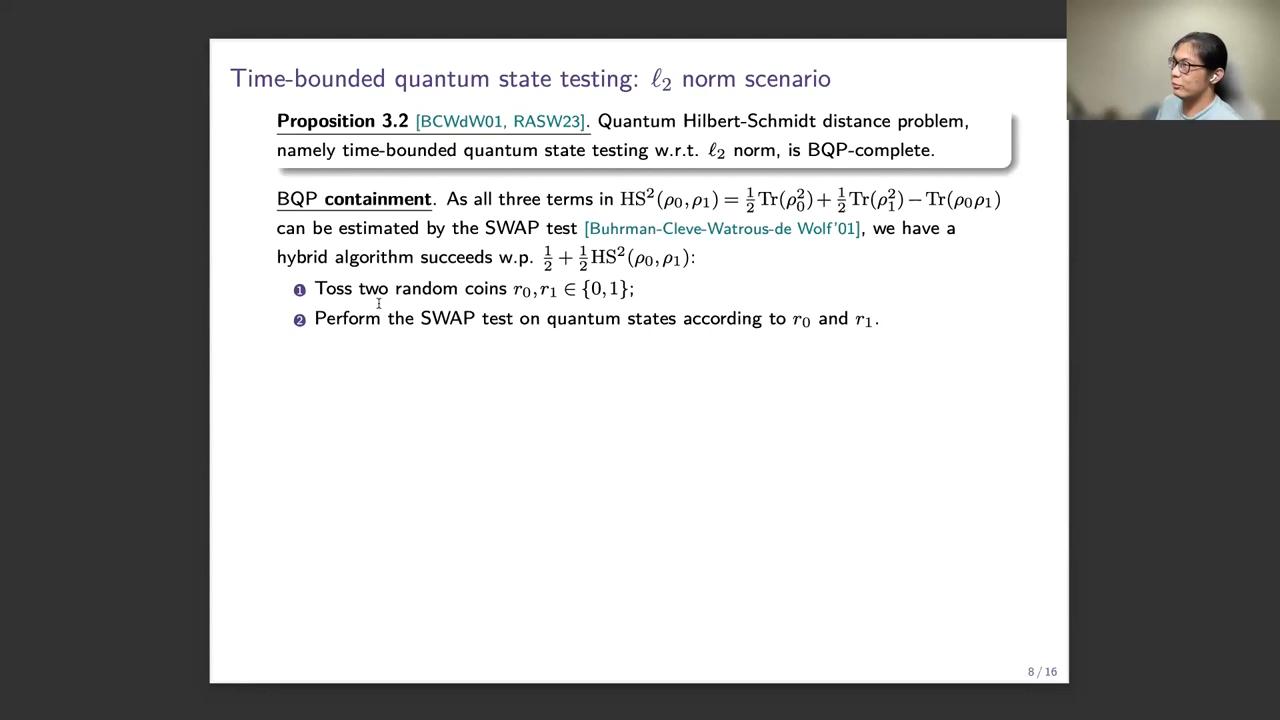 Time-bounded quantum state testing: ℓ₂ norm scenario
Proposition 3.2 [BCWdW01, RASW23]. Quantum Hilbert-Schmidt distance problem,
namely time-bounded quantum state testing w.r.t. ℓ₂ norm, is BQP-complete.
BQP containment. As all three terms in HS²(ρ₀,ρ₁) = ½Tr(ρ₀²) + ½Tr(ρ₁²) − Tr(ρ₀ρ₁)
can be estimated by the SWAP test [Buhrman-Cleve-Watrous-de Wolf'01], we have a
hybrid algorithm succeeds w.p. ½ + ½HS²(ρ₀,ρ₁):
1 Toss two random coins r₀,r₁ ∈ {0,1};
2 Perform the SWAP test on quantum states according to r₀ and r₁.
8 / 16